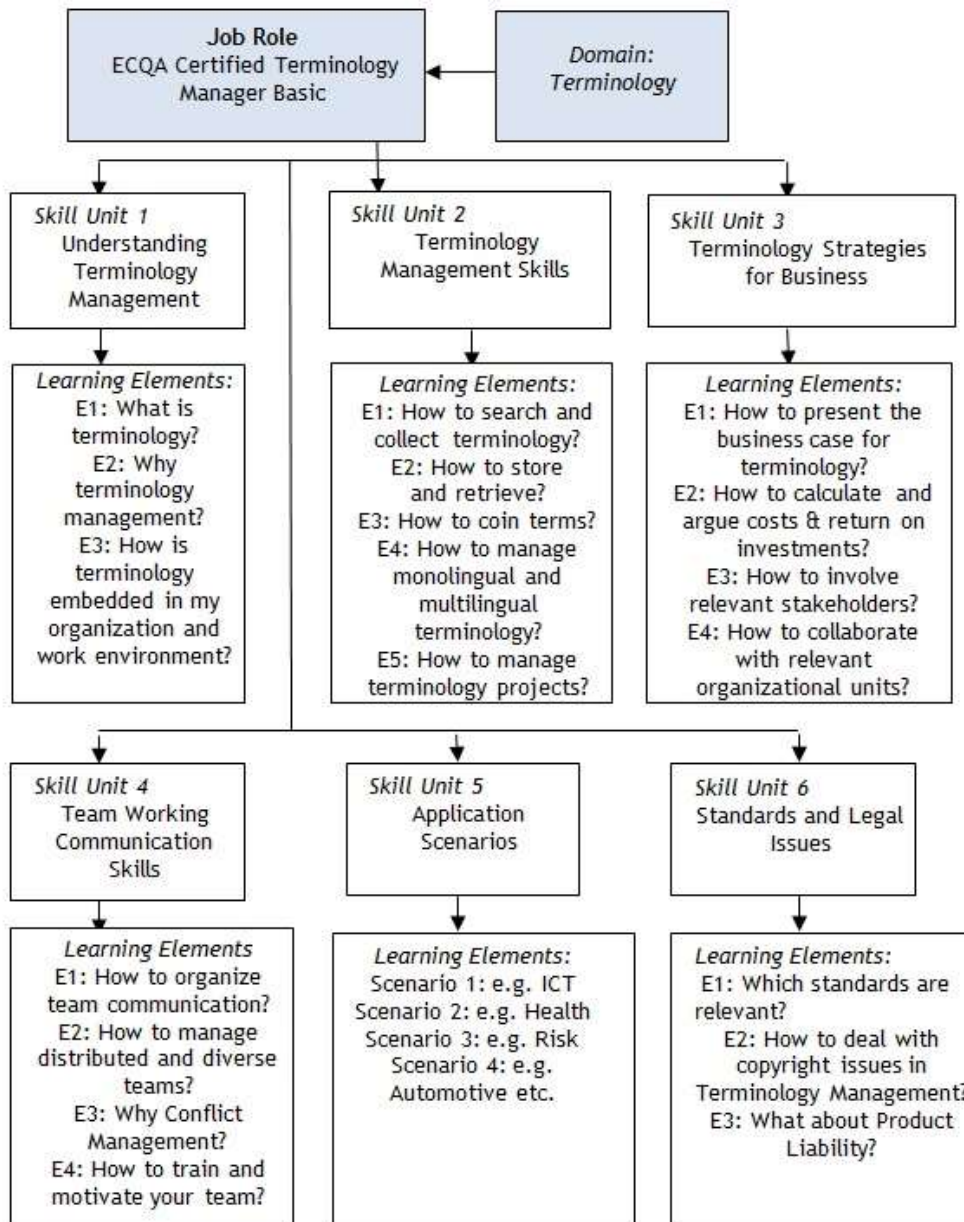 Job Role
ECQA Certified Terminology
Manager Basic
Domain:
Terminology
Skill Unit 1
Understanding
Terminology
Management
Skill Unit 2
Terminology
Management Skills
Skill Unit 3
Terminology Strategies
for Business
Learning Elements:
E1: What is
terminology?
E2: Why
terminology
management?
E3: How is
terminology
embedded in my
organization and
work environment?
Learning Elements:
E1: How to search and
collect terminology?
E2: How to store
and retrieve?
E3: How to coin terms?
E4: How to manage
monolingual and
multilingual
terminology?
E5: How to manage
terminology projects?
Learning Elements:
E1: How to present the
business case for
terminology?
E2: How to calculate and
argue costs & return on
investments?
E3: How to involve
relevant stakeholders?
E4: How to collaborate
with relevant
organizational units?
Skill Unit 4
Team Working
Communication
Skills
Skill Unit 5
Application
Scenarios
Skill Unit 6
Standards and Legal
Issues
Learning Elements
E1: How to organize
team communication?
E2: How to manage
distributed and diverse
teams?
E3: Why Conflict
Management?
E4: How to train and
motivate your team?
Learning Elements:
Scenario 1: e.g. ICT
Scenario 2: e.g. Health
Scenario 3: e.g. Risk
Scenario 4: e.g.
Automotive etc.
Learning Elements:
E1: Which standards are
relevant?
E2: How to deal with
copyright issues in
Terminology Management?
E3: What about Product
Liability?